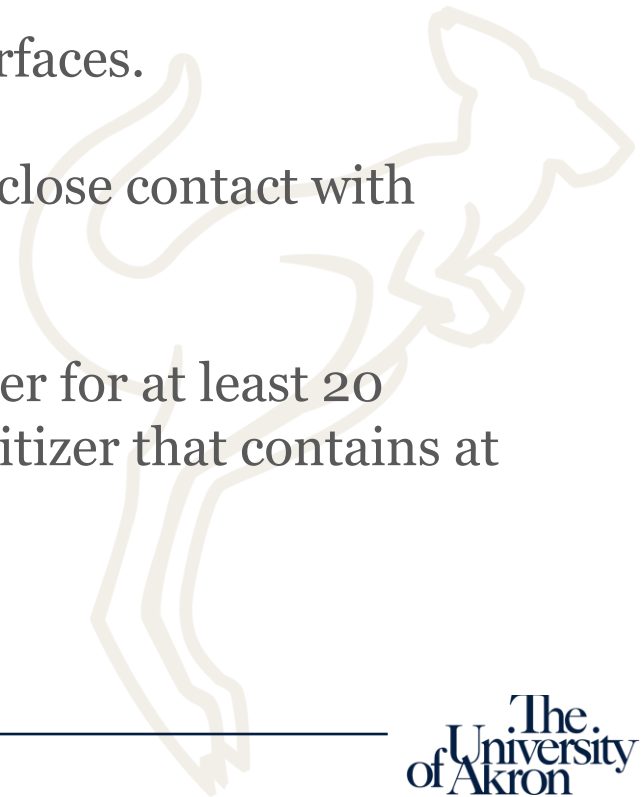 rfaces.
close contact with
er for at least 20
itizer that contains at
The
University
of Akron